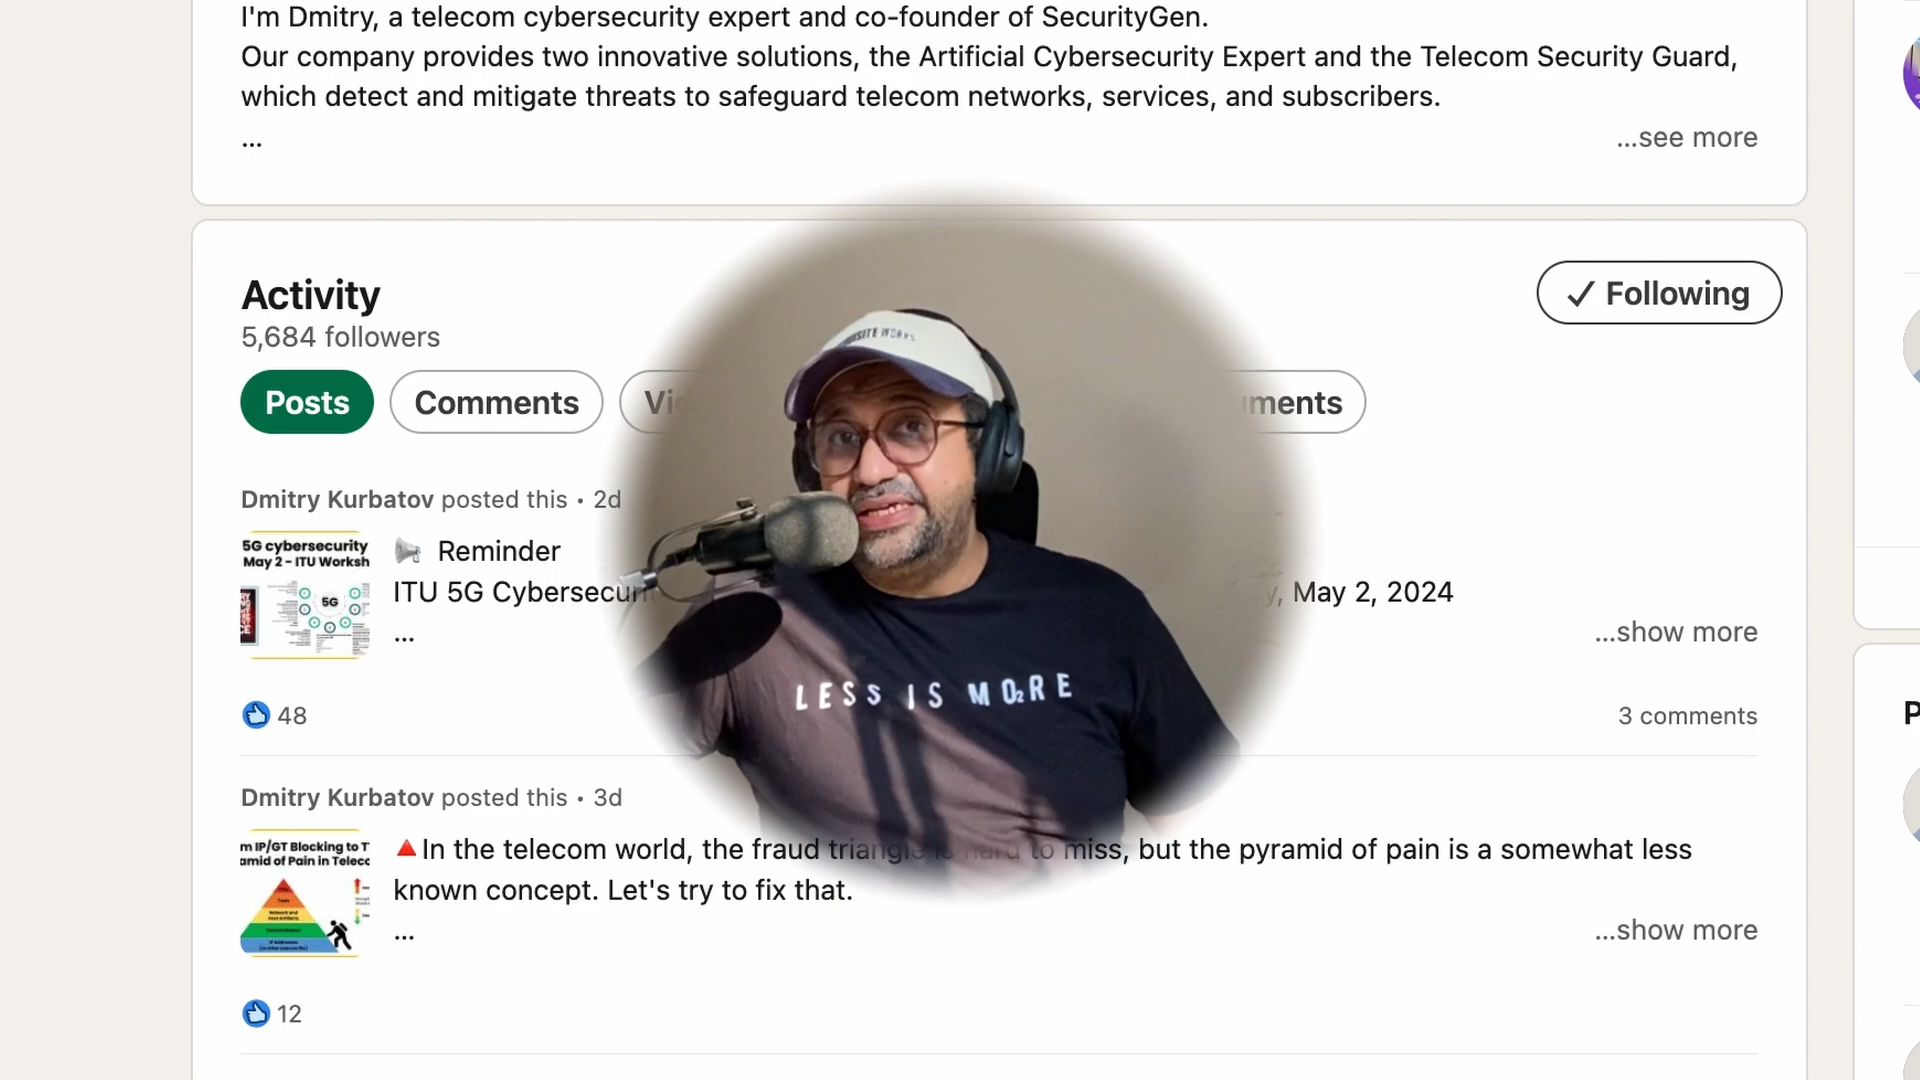 I'm Dmitry, a telecom cybersecurity expert and co-founder of SecurityGen.
Our company provides two innovative solutions, the Artificial Cybersecurity Expert and the Telecom Security Guard,
which detect and mitigate threats to safeguard telecom networks, services, and subscribers.
...
...see more
Activity
5,684 followers
✓ Following
Posts
Comments
Dmitry Kurbatov posted this • 2d
5G cybersecurity
May 2 - ITU Worksh
5G
📢 Reminder
ITU 5G , May 2, 2024
...
...show more
48
3 comments
LESS IS MO2RE
Dmitry Kurbatov posted this • 3d
m IP/GT Blocking to T
amid of Pain in Telec
🔺In the telecom world, the fraud triangle is hard to miss, but the pyramid of pain is a somewhat less
known concept. Let's try to fix that.
...
...show more
12